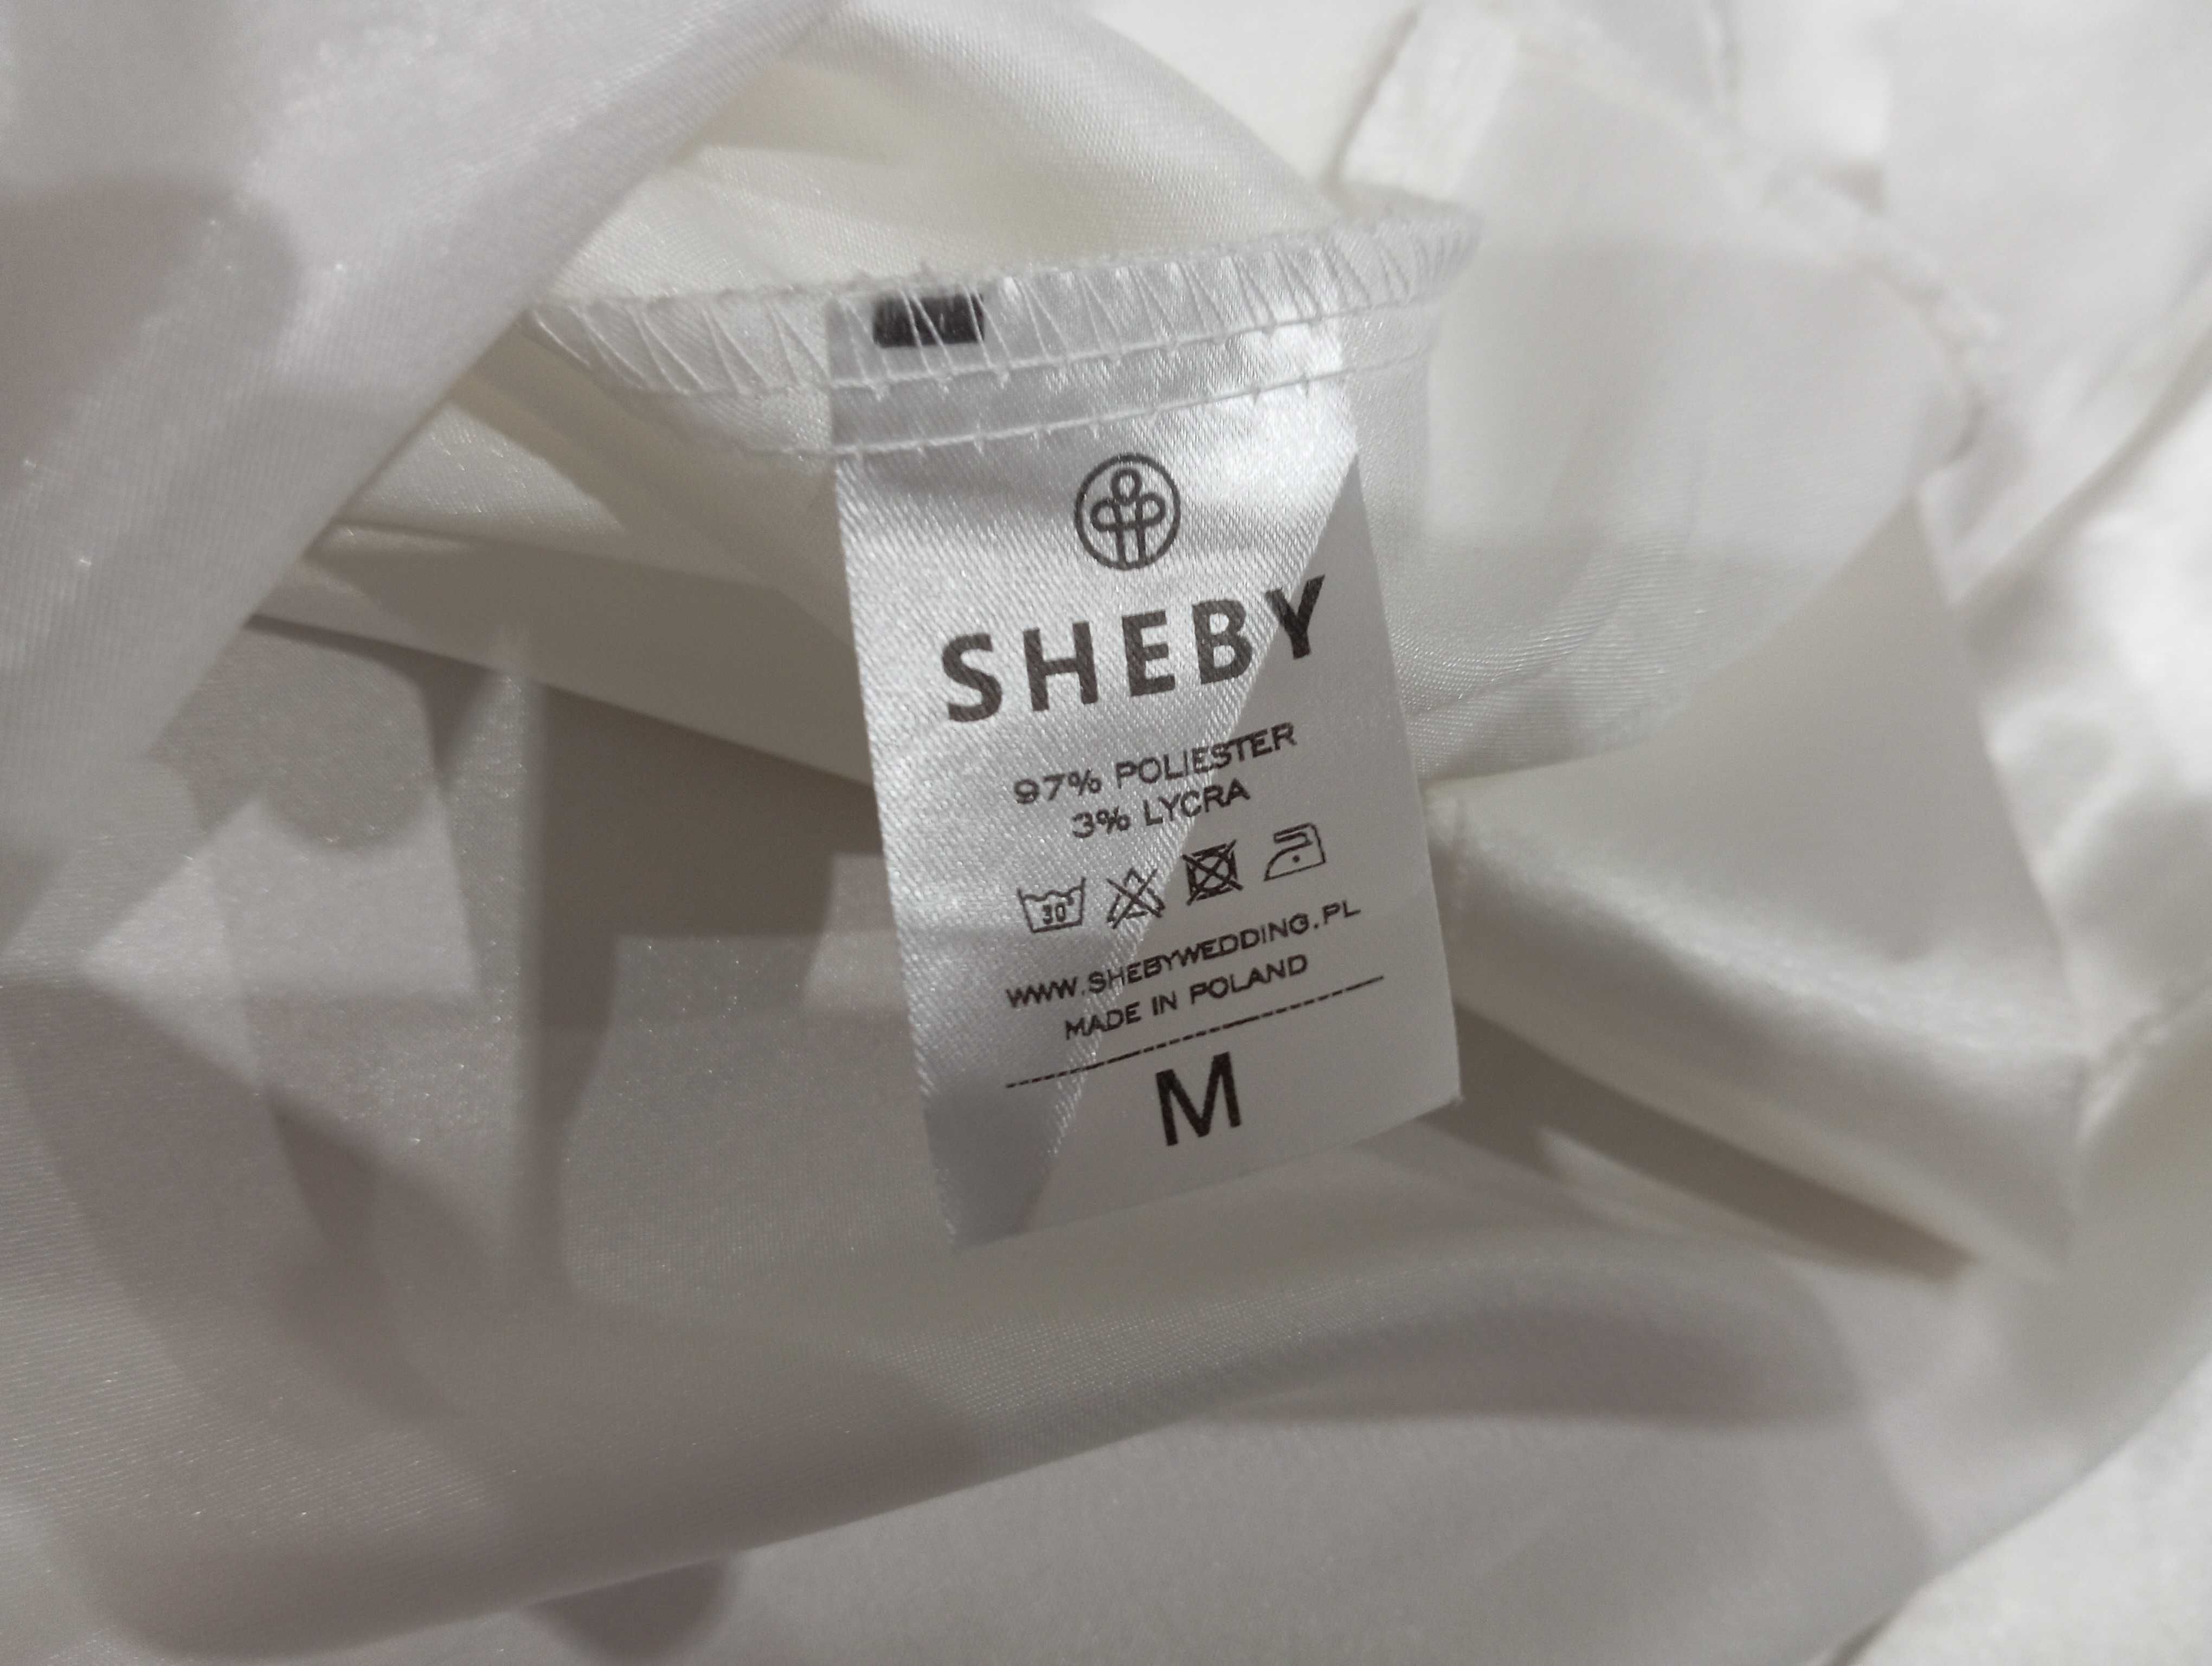 SHEBY
97% POLIESTER
3% LYCRA
30°
WWW.SHEBYWEDDING.PL
MADE IN POLAND
M